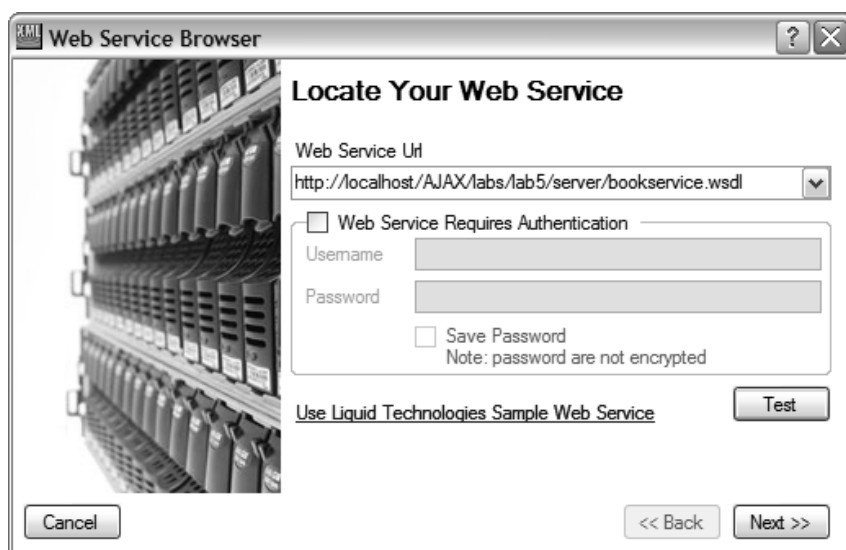 XML Web Service Browser
Locate Your Web Service
Web Service Url
http://localhost/AJAX/labs/lab5/server/bookservice.wsdl
Web Service Requires Authentication
Username
Password
Save Password
Note: password are not encrypted
Use Liquid Technologies Sample Web Service
Test
Cancel
<< Back
Next >>